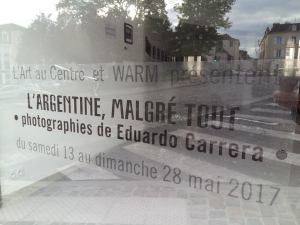 L'Art au Centre et WARM présentent
L'ARGENTINE, MALGRÉ TOUT
• photographies de Eduardo Carrera •
du samedi 13 au dimanche 28 mai 2017